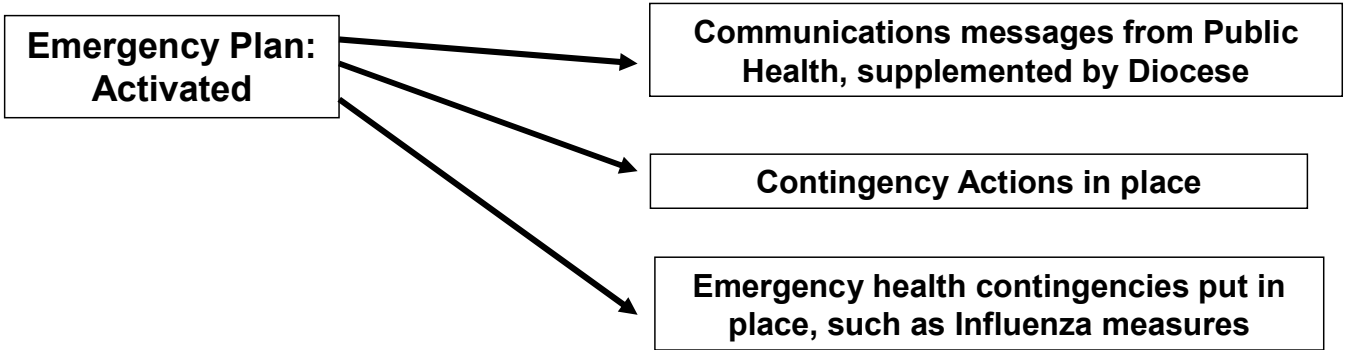 Emergency Plan:
Activated
Communications messages from Public
Health, supplemented by Diocese
Contingency Actions in place
Emergency health contingencies put in
place, such as Influenza measures